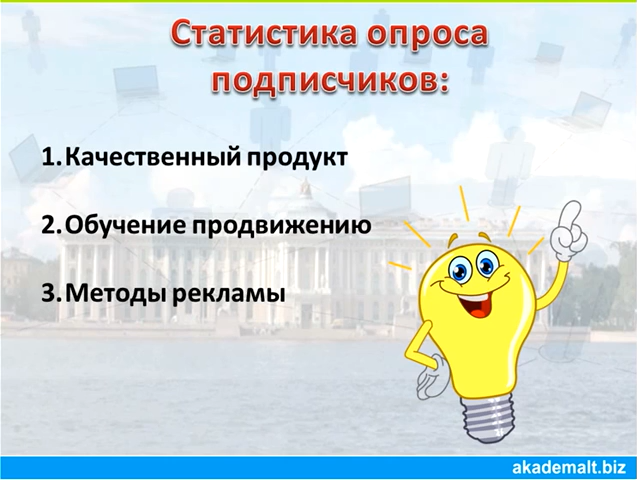 Статистика опроса
подписчиков:
1.Качественный продукт
2.Обучение продвижению
3.Методы рекламы
akademalt.biz